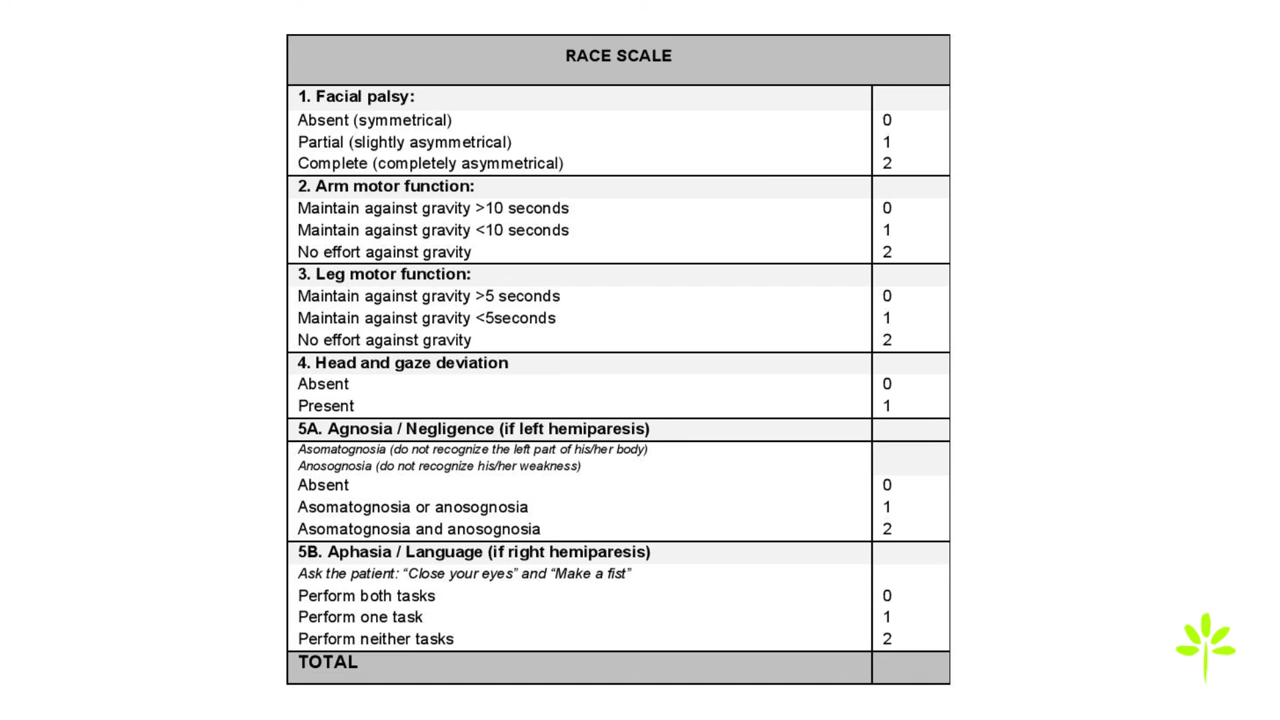 RACE SCALE
1. Facial palsy:
Absent (symmetrical) 0
Partial (slightly asymmetrical) 1
Complete (completely asymmetrical) 2
2. Arm motor function:
Maintain against gravity >10 seconds 0
Maintain against gravity <10 seconds 1
No effort against gravity 2
3. Leg motor function:
Maintain against gravity >5 seconds 0
Maintain against gravity <5seconds 1
No effort against gravity 2
4. Head and gaze deviation
Absent 0
Present 1
5A. Agnosia / Negligence (if left hemiparesis)
Asomatognosia (do not recognize the left part of his/her body)
Anosognosia (do not recognize his/her weakness)
Absent 0
Asomatognosia or anosognosia 1
Asomatognosia and anosognosia 2
5B. Aphasia / Language (if right hemiparesis)
Ask the patient: “Close your eyes” and “Make a fist”
Perform both tasks 0
Perform one task 1
Perform neither tasks 2
TOTAL